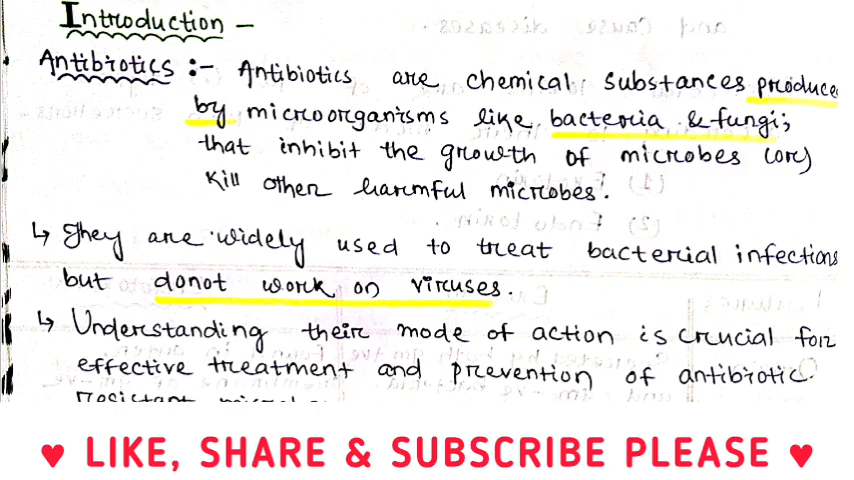 Introduction –
Antibiotics :- Antibiotics are chemical substances produce
by microorganisms like bacteria & fungi;
that inhibit the growth of microbes (or)
Kill other harmful microbes.
↳ They are widely used to treat bacterial infections
but donot work on viruses.
↳ Understanding their mode of action is crucial for
effective treatment and prevention of antibiotic-
resistant
♥ LIKE, SHARE & SUBSCRIBE PLEASE ♥